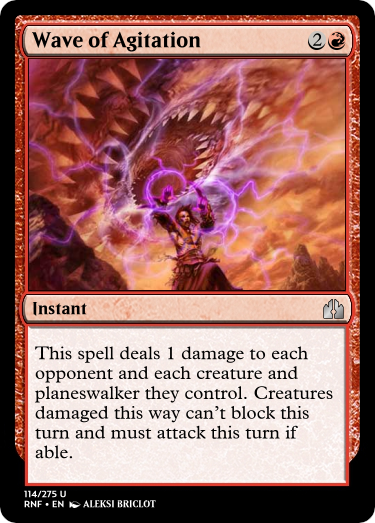 Wave of Agitation 2
Instant
This spell deals 1 damage to each
opponent and each creature and
planeswalker they control. Creatures
damaged this way can't block this
turn and must attack this turn if
able.
114/275 U
RNF • EN ALEKSI BRICLOT